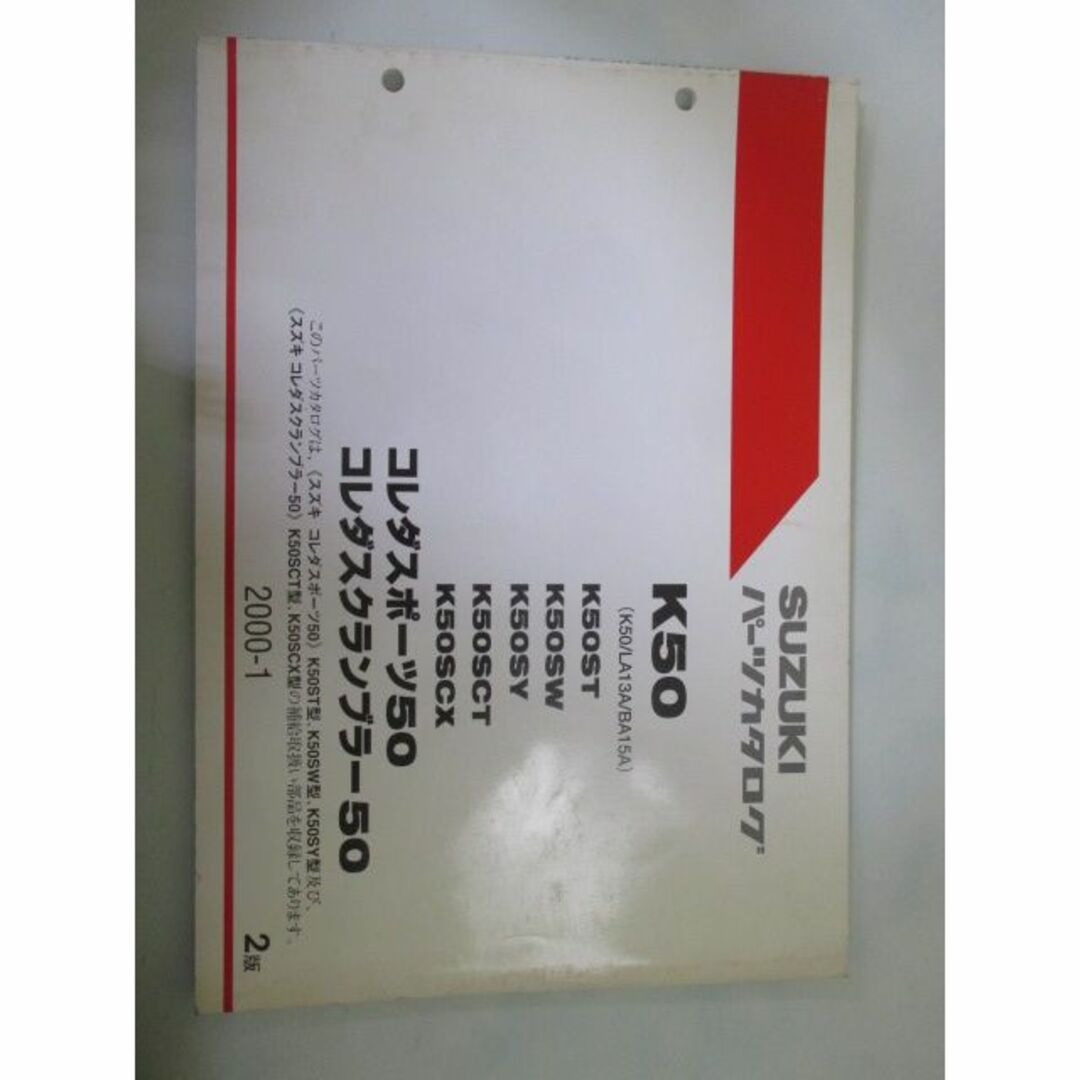 SUZUKI
パーツカタログ
K50
(K50/LA13A/BA15A)
K50ST
K50SW
K50SY
K50SCT
K50SCX
コレダスポーツ50
コレダスクランブラー50
このパーツカタログは、〈スズキ コレダスポーツ50〉K50ST型、K50SW型、K50SY型及び、
〈スズキ コレダスクランブラー50〉K50SCT型、K50SCX型の補給取扱い部品を収録してあります。
2000-1
2版